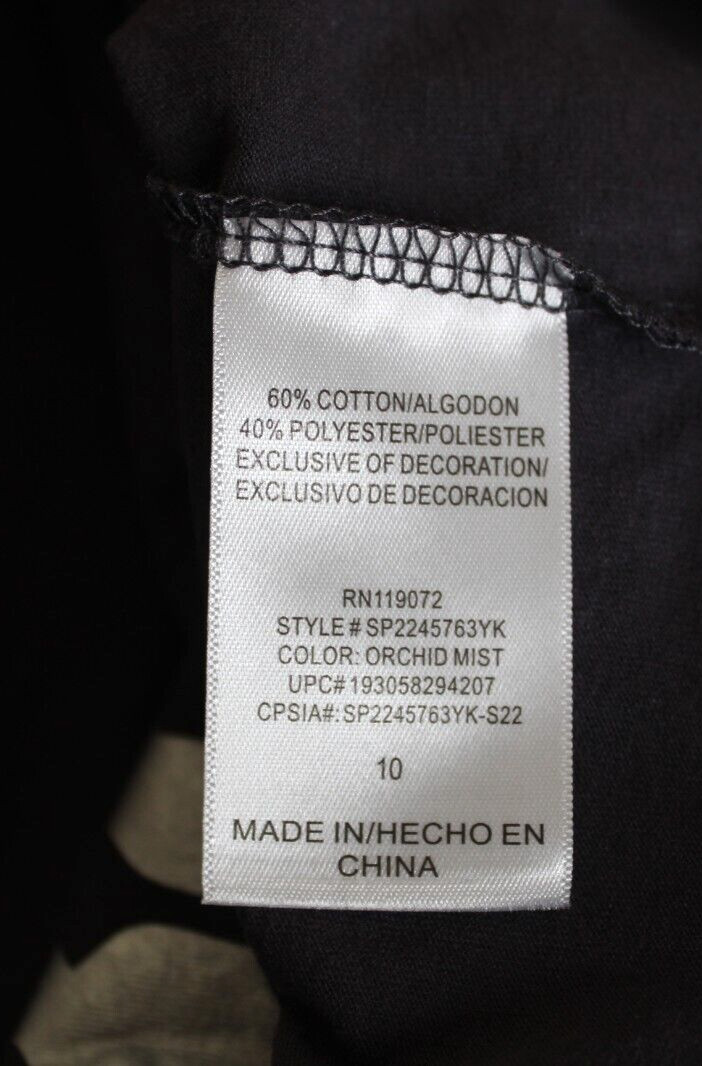 60% COTTON/ALGODON
40% POLYESTER/POLIESTER
EXCLUSIVE OF DECORATION/
EXCLUSIVO DE DECORACION
RN119072
STYLE # SP2245763YK
COLOR: ORCHID MIST
UPC# 193058294207
CPSIA#: SP2245763YK-S22
10
MADE IN/HECHO EN
CHINA